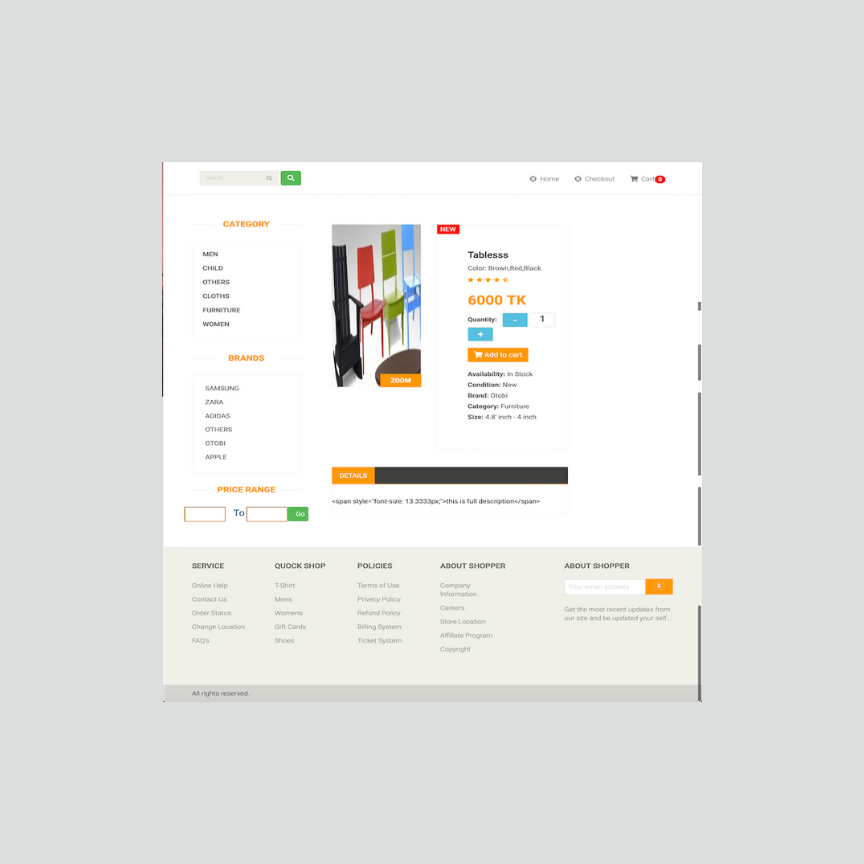 Search
Home
Checkout
Cart 0
CATEGORY
MEN
CHILD
OTHERS
CLOTHS
FURNITURE
WOMEN
BRANDS
SAMSUNG
ZARA
ADIDAS
OTHERS
OTOBI
APPLE
PRICE RANGE
To
Go
ZOOM
NEW
Tablesss
Color: Brown,Red,Black
6000 TK
Quantity: - 1
+
Add to cart
Availability: In Stock
Condition: New
Brand: Otobi
Category: Furniture
Size: 4.8' inch - 4 inch
DETAILS
<span style="font-size: 13.3333px;">this is full description</span>
SERVICE
Online Help
Contact Us
Order Status
Change Location
FAQ's
QUOCK SHOP
T-Shirt
Mens
Womens
Gift Cards
Shoes
POLICIES
Terms of Use
Privecy Policy
Refund Policy
Billing System
Ticket System
ABOUT SHOPPER
Company
Information
Careers
Store Location
Affillate Program
Copyright
ABOUT SHOPPER
Your email address
Get the most recent updates from
our site and be updated your self...
All rights reserved.